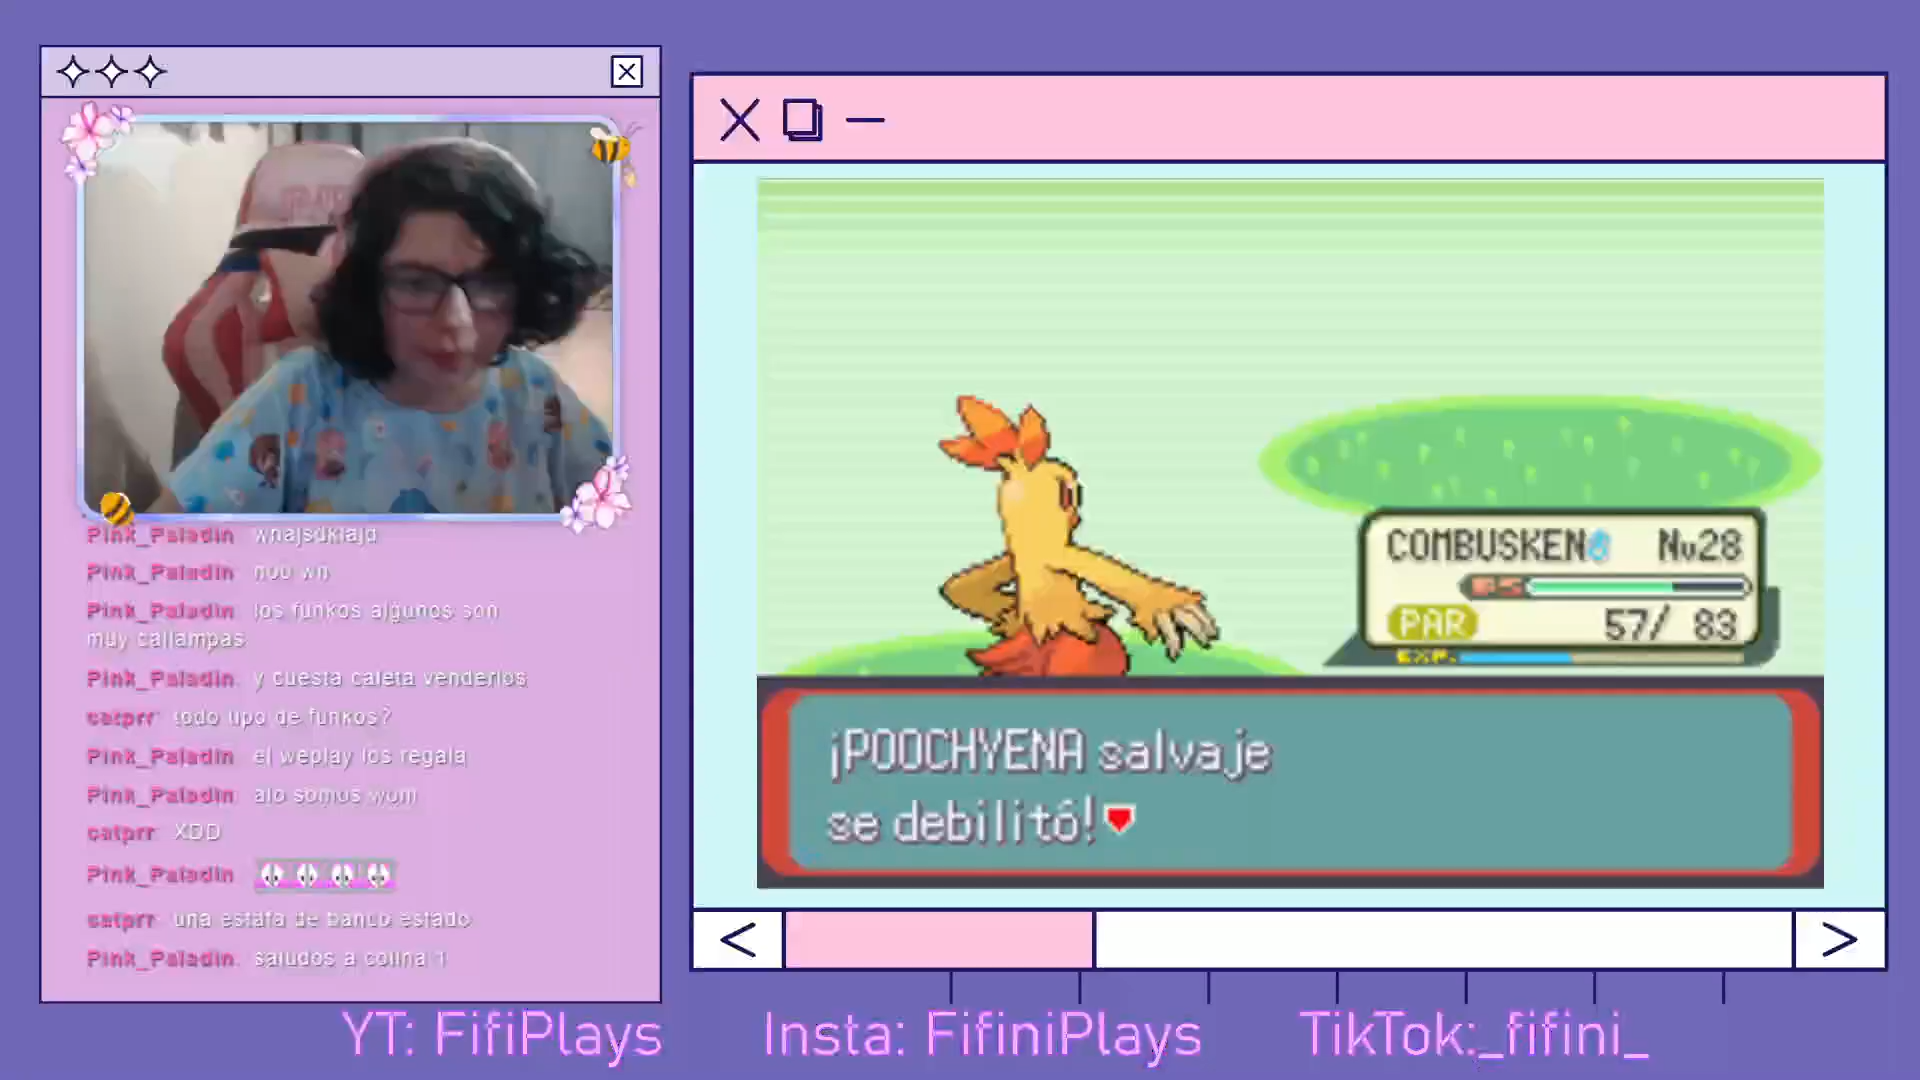 Pink_Paladin: wnajsdklajd
Pink_Paladin: noo wn
Pink_Paladin: los funkos algunos son
muy callampas
Pink_Paladin: y cuesta caleta venderlos
catprr: todo tipo de funkos?
Pink_Paladin: el weplay los regala
Pink_Paladin: alo somos wom
catprr: XDD
Pink_Paladin:
catprr: una estafa de banco estado
Pink_Paladin: saludos a colina 1
COMBUSKEN♂ Nv28
PS
PAR 57/ 83
EXP.
¡POOCHYENA salvaje
se debilitó!
YT: FifiPlays Insta: FifiniPlays TikTok:_fifini_